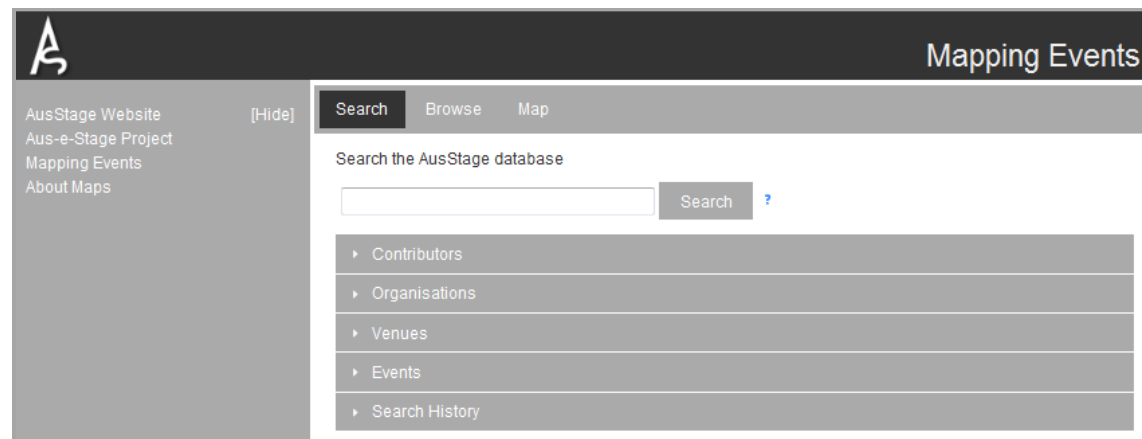 AS
Mapping Events
AusStage Website [Hide]
Aus-e-Stage Project
Mapping Events
About Maps
Search Browse Map
Search the AusStage database
Search ?
Contributors
Organisations
Venues
Events
Search History